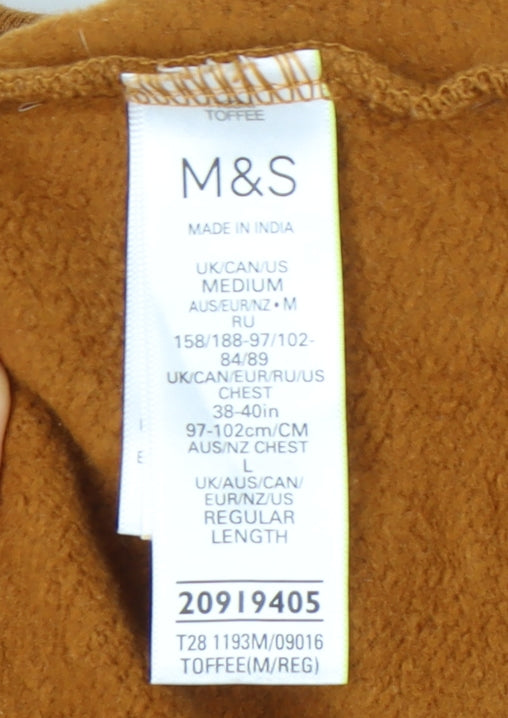 TOFFEE
M&S
MADE IN INDIA
UK/CAN/US
MEDIUM
AUS/EUR/NZ • M
RU
158/188-97/102-
84/89
UK/CAN/EUR/RU/US
CHEST
38-40in
97-102cm/CM
AUS/NZ CHEST
L
UK/AUS/CAN/
EUR/NZ/US
REGULAR
LENGTH
20919405
T28 1193M/09016
TOFFEE(M/REG)